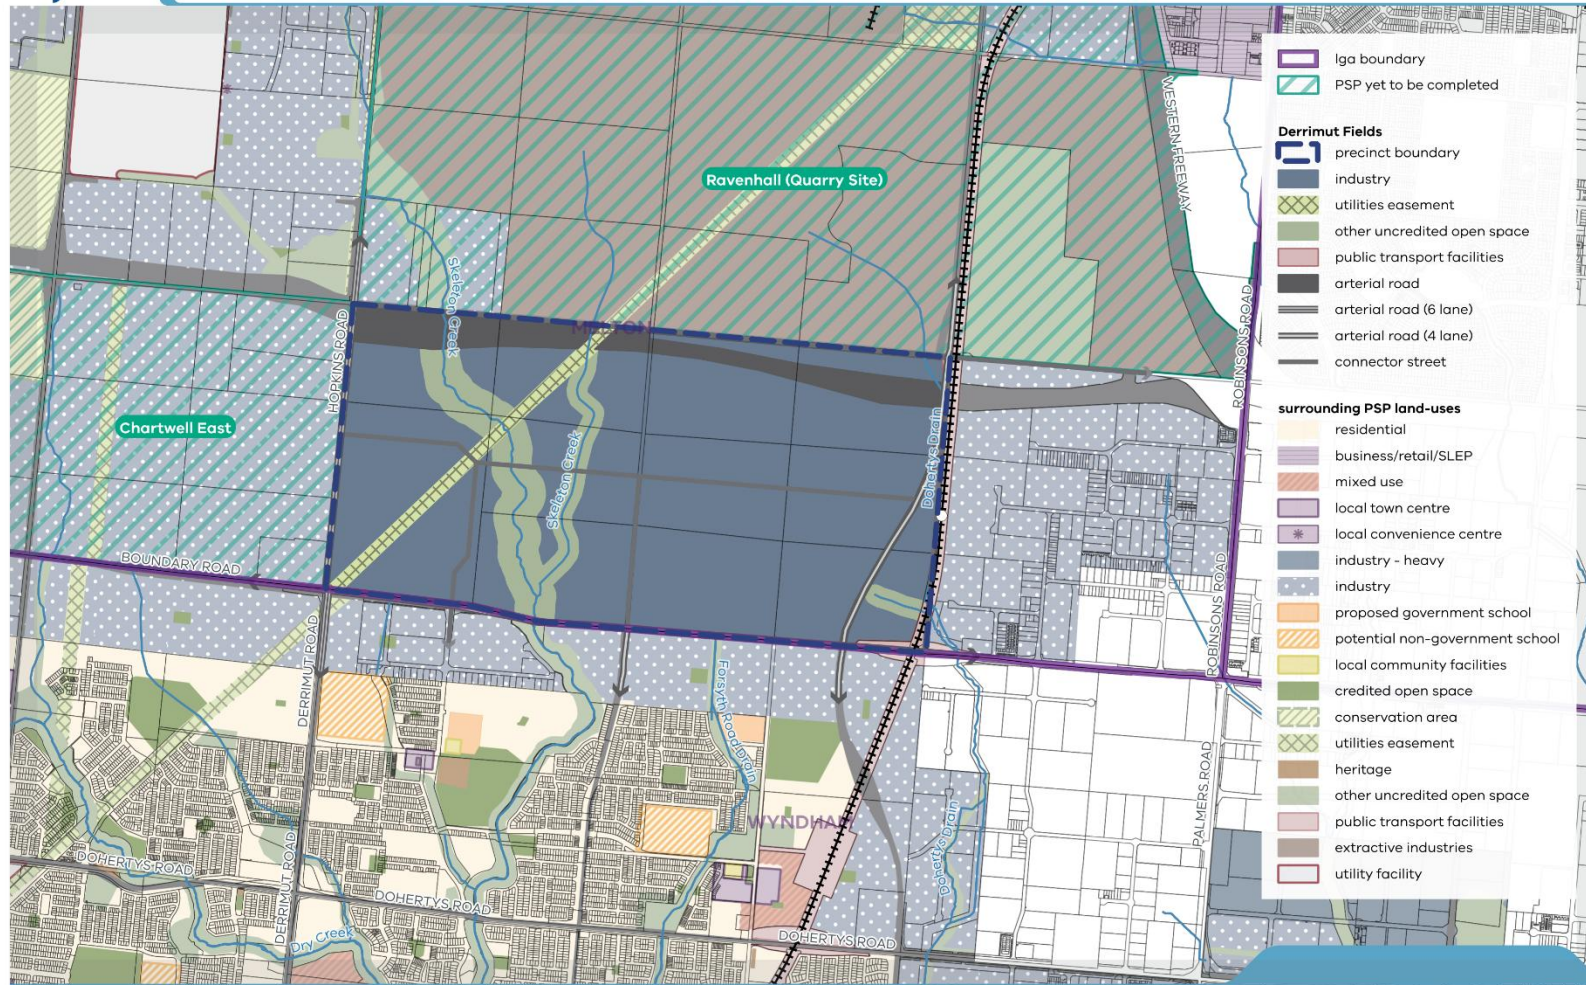 WESTERN FREEWAY
Ravenhall (Quarry Site)
Skeleton Creek
HOPKINS ROAD
MELTON
ROBINSONS ROAD
Chartwell East
Skeleton Creek
Dohertys Drain
BOUNDARY ROAD
ROBINSONS ROAD
DERRIMUT ROAD
Forsyth Road Drain
PALMERS ROAD
WYNDHAM
DOHERTYS ROAD
DERRIMUT ROAD
DOHERTYS ROAD
Dohertys Drain
Dry Creek
DOHERTYS ROAD
lga boundary
PSP yet to be completed
Derrimut Fields
precinct boundary
industry
utilities easement
other uncredited open space
public transport facilities
arterial road
arterial road (6 lane)
arterial road (4 lane)
connector street
surrounding PSP land-uses
residential
business/retail/SLEP
mixed use
local town centre
local convenience centre
industry - heavy
industry
proposed government school
potential non-government school
local community facilities
credited open space
conservation area
utilities easement
heritage
other uncredited open space
public transport facilities
extractive industries
utility facility